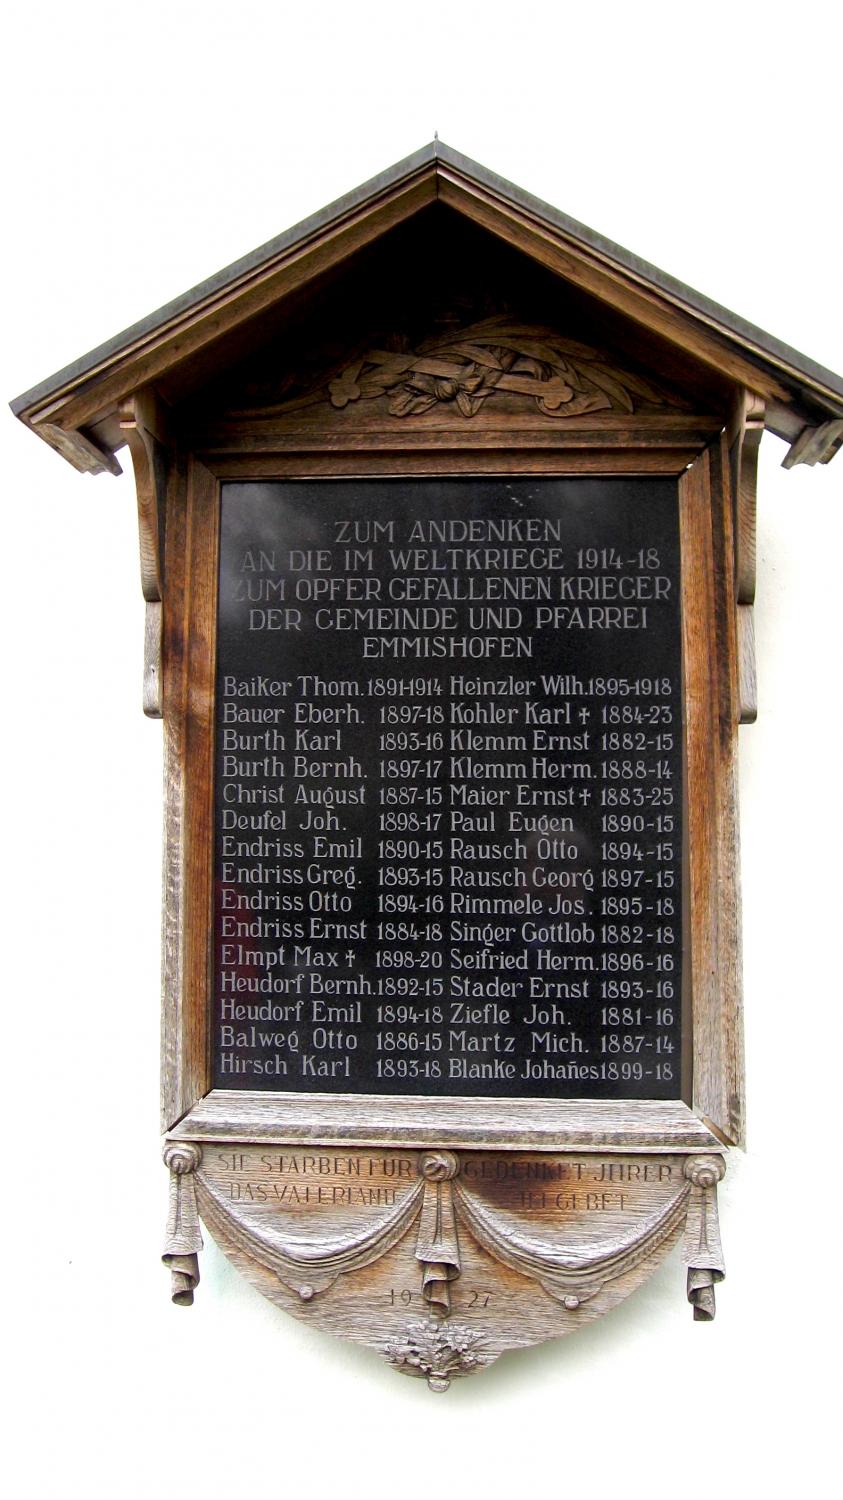 ZUM ANDENKEN
AN DIE IM WELTKRIEGE 1914-18
ZUM OPFER GEFALLENEN KRIEGER
DER GEMEINDE UND PFARREI
EMMISHOFEN
Baiker Thom. 1891-1914 Heinzler Wilh. 1895-1918
Bauer Eberh. 1897-18 Kohler Karl ✝ 1884-23
Burth Karl 1893-16 Klemm Ernst 1882-15
Burth Bernh. 1897-17 Klemm Herm. 1888-14
Christ August 1887-15 Maier Ernst ✝ 1883-25
Deufel Joh. 1898-17 Paul Eugen 1890-15
Endriss Emil 1890-15 Rausch Otto 1894-15
Endriss Greg. 1893-15 Rausch Georg 1897-15
Endriss Otto 1894-16 Rimmele Jos. 1895-18
Endriss Ernst 1884-18 Singer Gottlob 1882-18
Elmpt Max ✝ 1898-20 Seifried Herm. 1896-16
Heudorf Bernh. 1892-15 Stader Ernst 1893-16
Heudorf Emil 1894-18 Ziefle Joh. 1881-16
Balweg Otto 1886-15 Martz Mich. 1887-14
Hirsch Karl 1893-18 Blanke Johan̄es 1899-18
SIE STARBEN FÜR GEDENKET IHRER
DAS VATERLAND IM GEBET
19 27